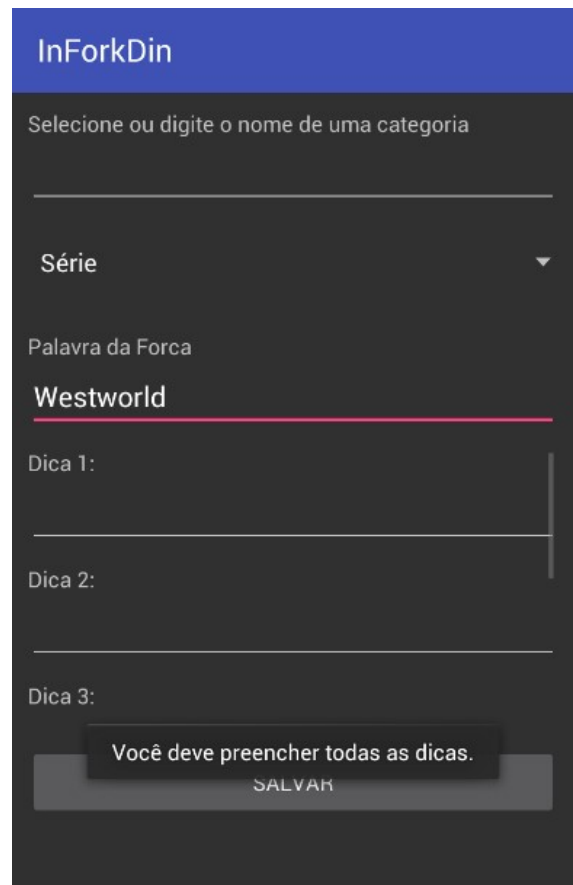 InForkDin
Selecione ou digite o nome de uma categoria
Série
Palavra da Forca
Westworld
Dica 1:
Dica 2:
Dica 3:
Você deve preencher todas as dicas.
SALVAR